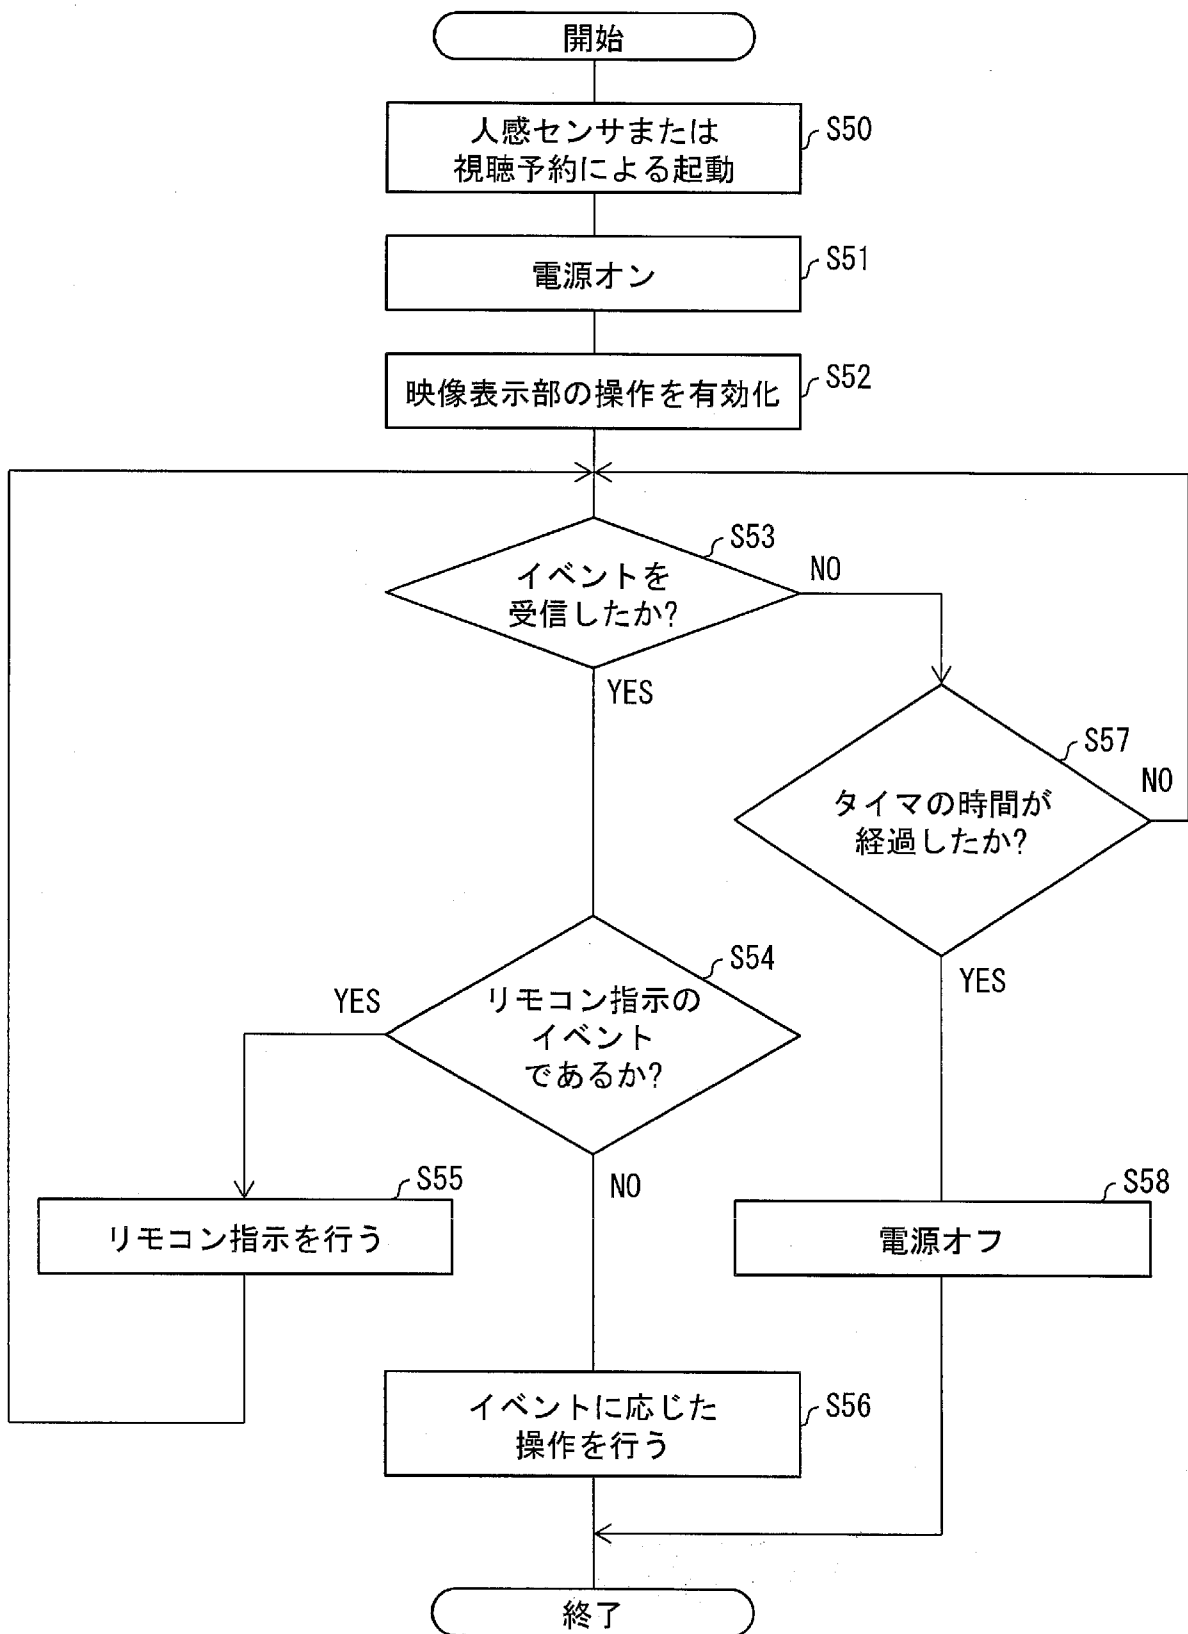 開始
人感センサまたは
視聴予約による起動
S50
電源オン
S51
映像表示部の操作を有効化
S52
イベントを
受信したか?
S53
NO
YES
タイマの時間が
経過したか?
S57
NO
YES
リモコン指示の
イベント
であるか?
S54
YES
NO
リモコン指示を行う
S55
電源オフ
S58
イベントに応じた
操作を行う
S56
終了